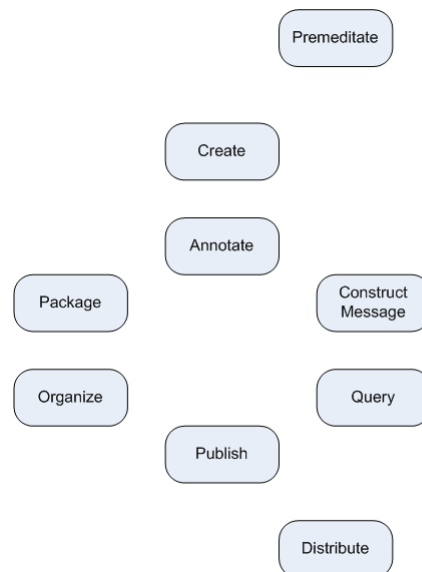 Premeditate
Create
Annotate
Package
Construct
Message
Organize
Query
Publish
Distribute